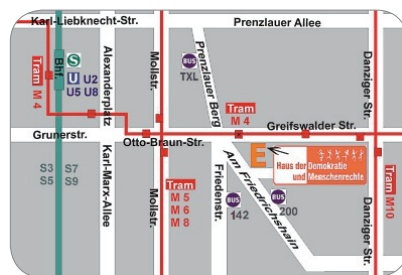 Karl-Liebknecht-Str.
Prenzlauer Allee
Tram
M 4
Bhf.
S
U U2
U5 U8
Alexanderplatz
Mollstr.
BUS
TXL
Prenzlauer Berg
Danziger Str.
Tram
M 4
Greifswalder Str.
Grunerstr.
Otto-Braun-Str.
E
Haus der Demokratie
und Menschenrechte
S3 S7
S5 S9
Karl-Marx-Allee
Mollstr.
Tram
M 5
M 6
M 8
Friedenstr.
Am Friedrichshain
BUS
142
BUS
200
Danziger Str.
Tram
M10